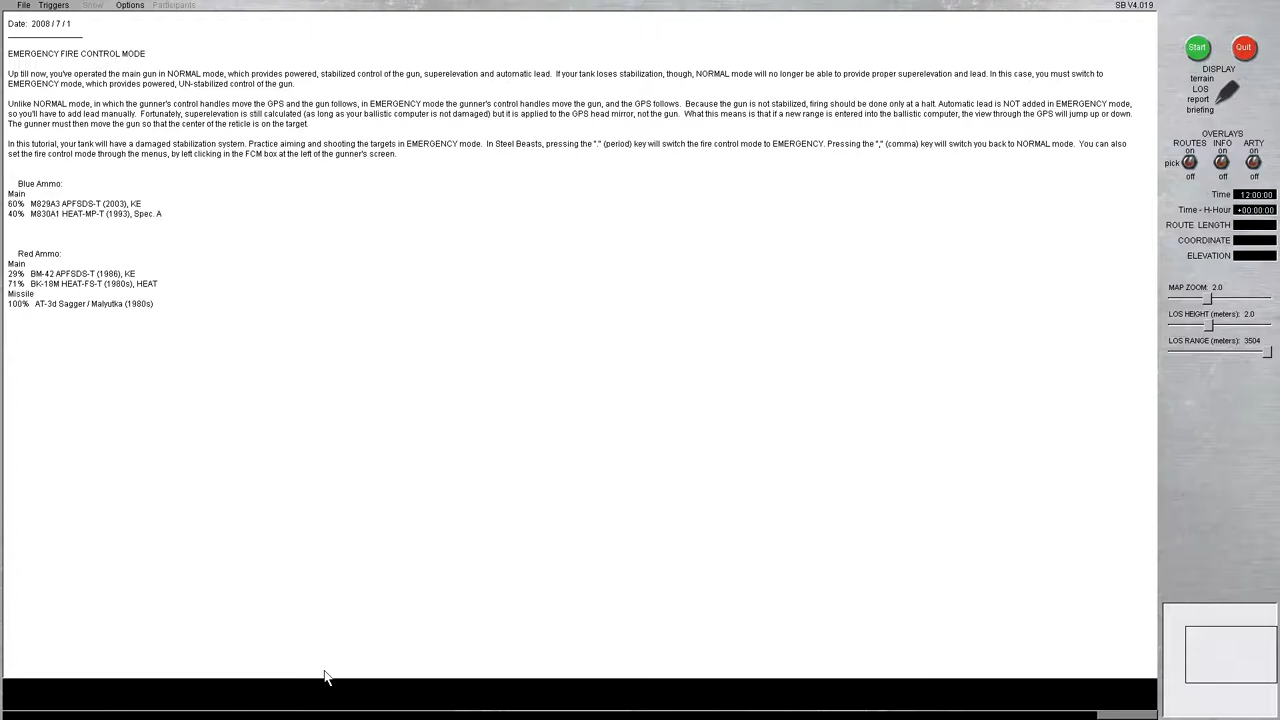 File Triggers Show Options Participants SB V4.019
Date: 2008 / 7 / 1
EMERGENCY FIRE CONTROL MODE
Up till now, you've operated the main gun in NORMAL mode, which provides powered, stabilized control of the gun, superelevation and automatic lead. If your tank loses stabilization, though, NORMAL mode will no longer be able to provide proper superelevation and lead. In this case, you must switch to
EMERGENCY mode, which provides powered, UN-stabilized control of the gun.
Unlike NORMAL mode, in which the gunner's control handles move the GPS and the gun follows, in EMERGENCY mode the gunner's control handles move the gun, and the GPS follows. Because the gun is not stabilized, firing should be done only at a halt. Automatic lead is NOT added in EMERGENCY mode,
so you'll have to add lead manually. Fortunately, superelevation is still calculated (as long as your ballistic computer is not damaged) but it is applied to the GPS head mirror, not the gun. What this means is that if a new range is entered into the ballistic computer, the view through the GPS will jump up or down.
The gunner must then move the gun so that the center of the reticle is on the target.
In this tutorial, your tank will have a damaged stabilization system. Practice aiming and shooting the targets in EMERGENCY mode. In Steel Beasts, pressing the "." (period) key will switch the fire control mode to EMERGENCY. Pressing the "," (comma) key will switch you back to NORMAL mode. You can also
set the fire control mode through the menus, by left clicking in the FCM box at the left of the gunner's screen.
Blue Ammo:
Main
60% M829A3 APFSDS-T (2003), KE
40% M830A1 HEAT-MP-T (1993), Spec. A
Red Ammo:
Main
29% BM-42 APFSDS-T (1986), KE
71% BK-18M HEAT-FS-T (1980s), HEAT
Missile
100% AT-3d Sagger / Malyutka (1980s)
Start Quit
DISPLAY
terrain
LOS
report
briefing
OVERLAYS
ROUTES INFO ARTY
on on on
pick
off off off
Time 12:00:00
Time - H-Hour +00:00:00
ROUTE LENGTH
COORDINATE
ELEVATION
MAP ZOOM: 2.0
LOS HEIGHT (meters): 2.0
LOS RANGE (meters): 3504